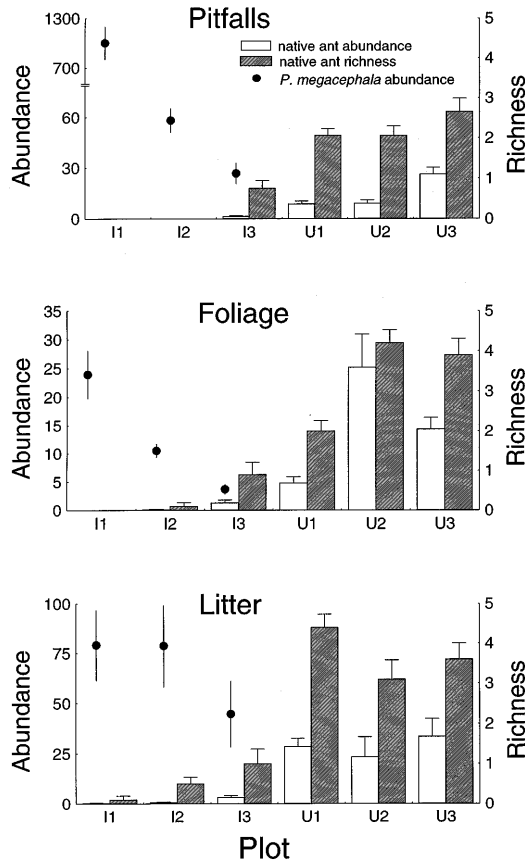 Pitfalls
native ant abundance
native ant richness
P. megacephala abundance
Abundance
1300
700
60
30
0
Richness
5
4
3
2
1
0
I1 I2 I3 U1 U2 U3
Foliage
Abundance
35
30
25
20
15
10
5
0
Richness
5
4
3
2
1
0
I1 I2 I3 U1 U2 U3
Litter
Abundance
100
75
50
25
0
Richness
5
4
3
2
1
0
I1 I2 I3 U1 U2 U3
Plot